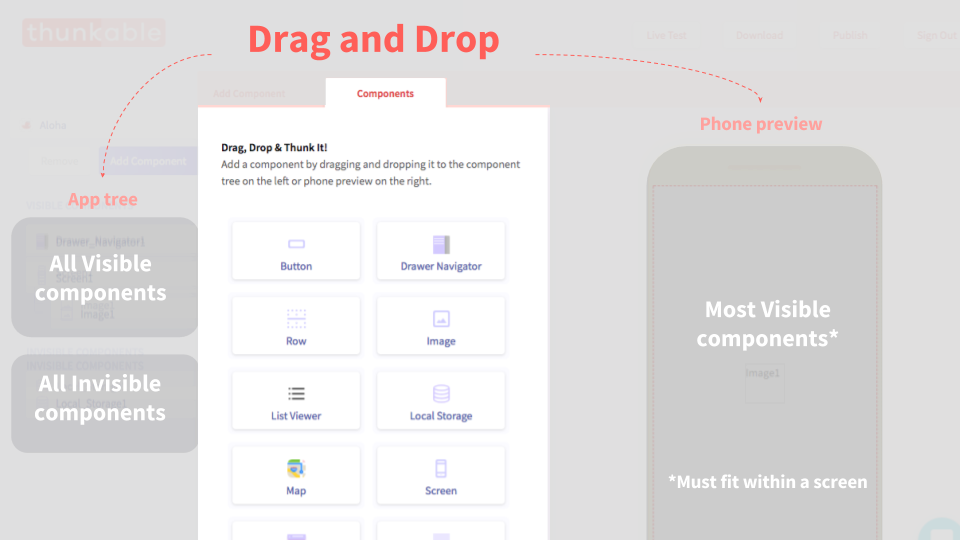 thunkable
Drag and Drop
Live Test
Download
Publish
Sign Out
Add Component
Components
Aloha
Add Component
Drag, Drop & Thunk It!
Add a component by dragging and dropping it to the component
tree on the left or phone preview on the right.
Phone preview
App tree
Drawer_Navigator1
All Visible
components
Image1
All Invisible
components
Local_Storage1
Button
Drawer Navigator
Row
Image
List Viewer
Local Storage
Map
Screen
Most Visible
components*
Image1
*Must fit within a screen